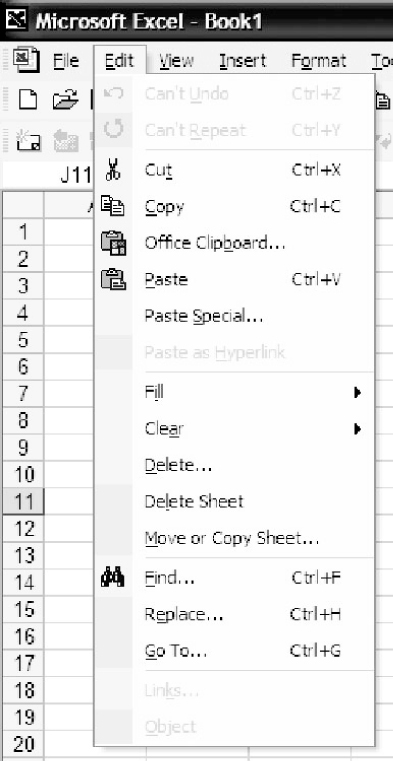 Microsoft Excel - Book1
File Edit View Insert Format
Can't Undo Ctrl+Z
Can't Repeat Ctrl+Y
J11
Cut Ctrl+X
Copy Ctrl+C
Office Clipboard...
Paste Ctrl+V
Paste Special...
Paste as Hyperlink
Fill
Clear
Delete...
Delete Sheet
Move or Copy Sheet...
Find... Ctrl+F
Replace... Ctrl+H
Go To... Ctrl+G
Links...
Object
1
2
3
4
5
6
7
8
9
10
11
12
13
14
15
16
17
18
19
20